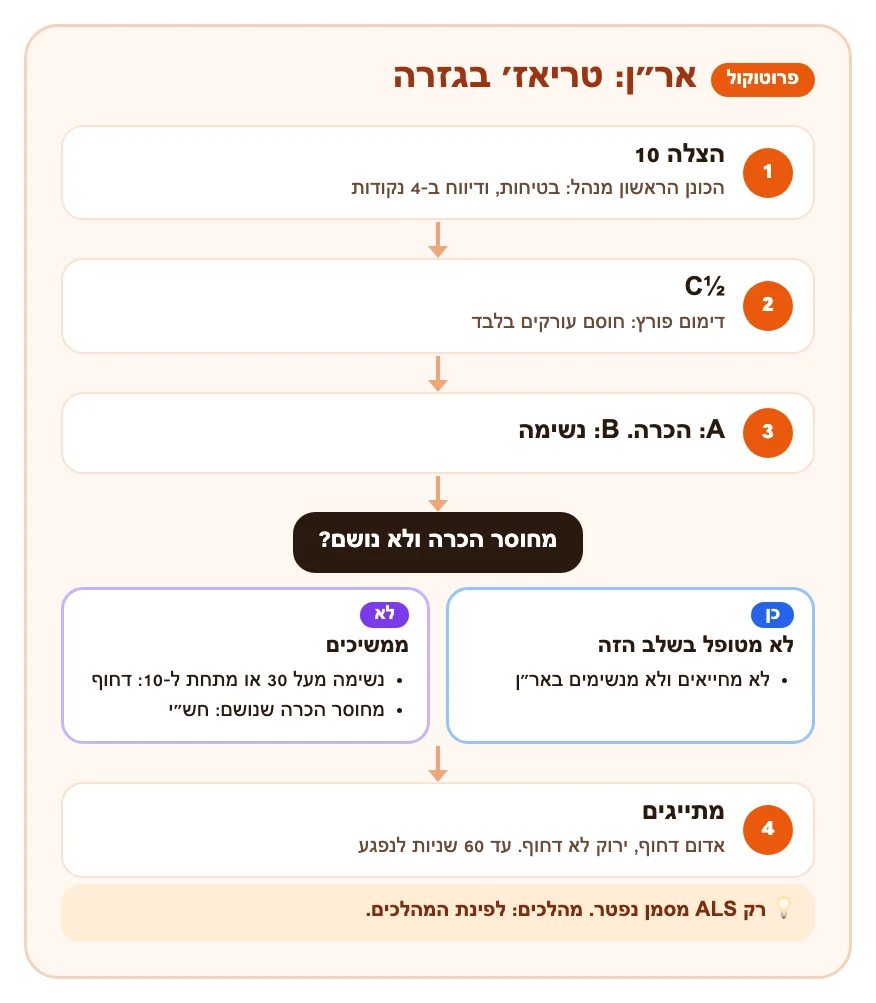 פרוטוקול
אר״ן: טריאז׳ בגזרה
1
הצלה 10
הכונן הראשון מנהל: בטיחות, ודיווח ב-4 נקודות
2
C½
דימום פורץ: חוסם עורקים בלבד
3
A: הכרה. B: נשימה
מחוסר הכרה ולא נושם?
כן
לא מטופל בשלב הזה
• לא מחייאים ולא מנשימים באר״ן
לא
ממשיכים
• נשימה מעל 30 או מתחת ל-10: דחוף
• מחוסר הכרה שנושם: חש״י
4
מתייגים
אדום דחוף, ירוק לא דחוף. עד 60 שניות לנפגע
💡 רק ALS מסמן נפטר. מהלכים: לפינת המהלכים.